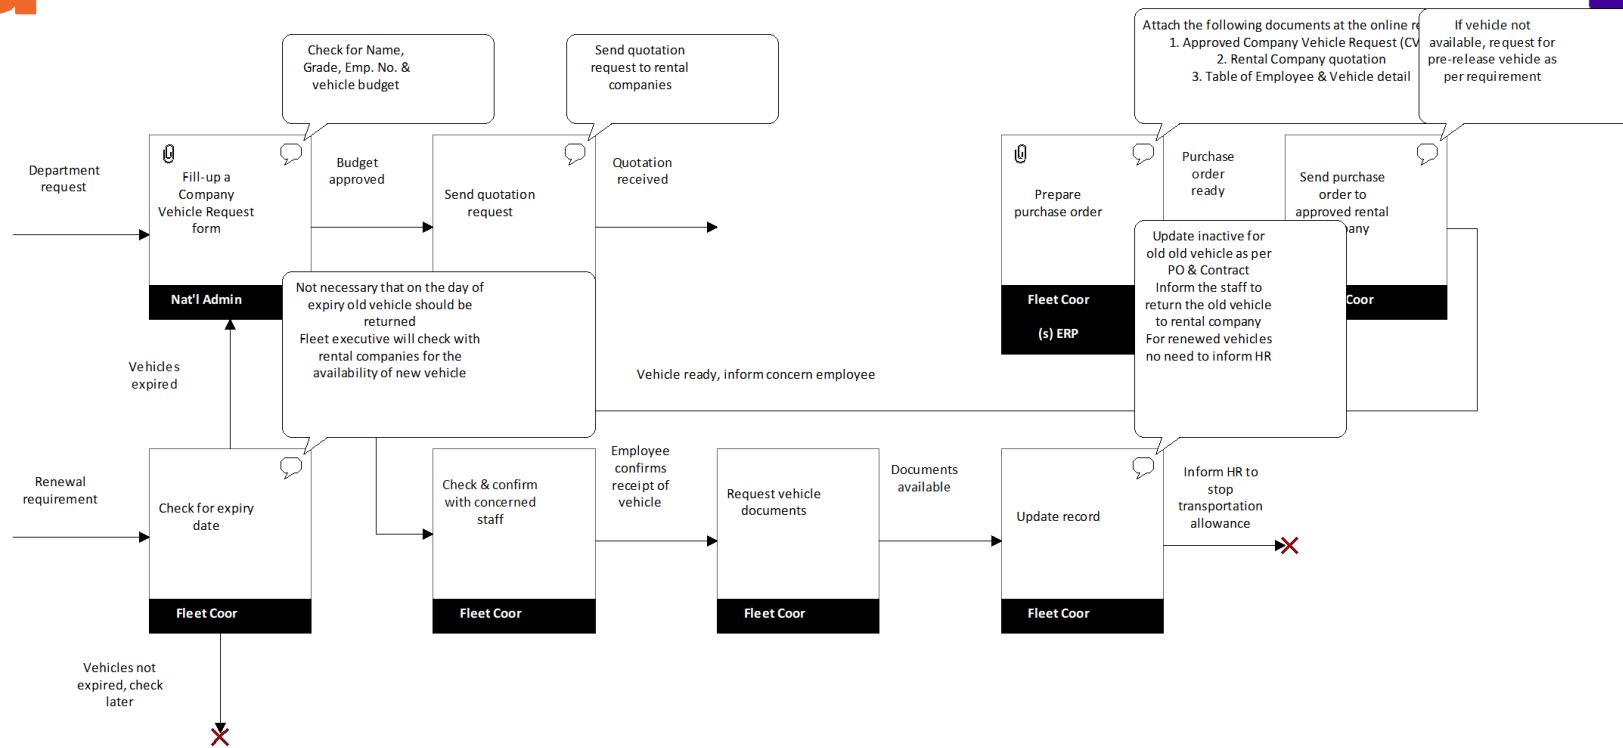 Check for Name,
Grade, Emp. No. &
vehicle budget
Send quotation
request to rental
companies
Attach the following documents at the online re
1. Approved Company Vehicle Request (CV
2. Rental Company quotation
3. Table of Employee & Vehicle detail
If vehicle not
available, request for
pre-release vehicle as
per requirement
Department
request
Fill-up a
Company
Vehicle Request
form
Nat'l Admin
Budget
approved
Send quotation
request
Quotation
received
Prepare
purchase order
Fleet Coor
(s) ERP
Purchase
order
ready
Send purchase
order to
approved rental
pany
Coor
Not necessary that on the day of
expiry old vehicle should be
returned
Fleet executive will check with
rental companies for the
availability of new vehicle
Update inactive for
old old vehicle as per
PO & Contract
Inform the staff to
return the old vehicle
to rental company
For renewed vehicles
no need to inform HR
Vehicles
expired
Vehicle ready, inform concern employee
Renewal
requirement
Check for expiry
date
Fleet Coor
Check & confirm
with concerned
staff
Fleet Coor
Employee
confirms
receipt of
vehicle
Request vehicle
documents
Fleet Coor
Documents
available
Update record
Fleet Coor
Inform HR to
stop
transportation
allowance
Vehicles not
expired, check
later